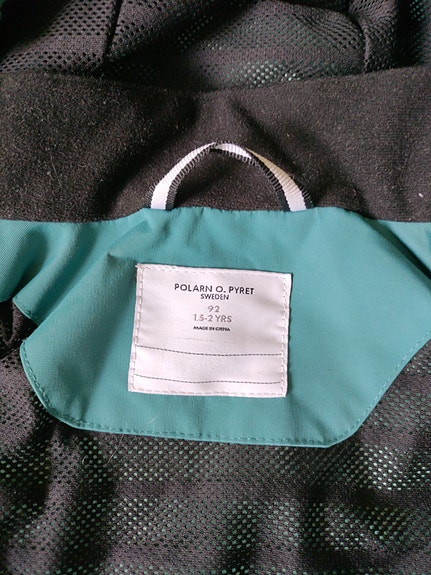 POLARN O. PYRET
SWEDEN
92
1.5-2 YRS
MADE IN CHINA